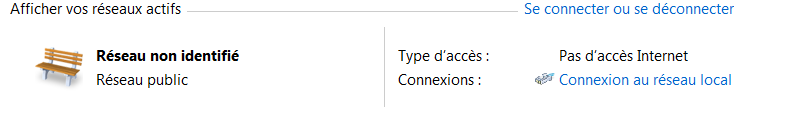 Afficher vos réseaux actifs Se connecter ou se déconnecter
Réseau non identifié Type d'accès : Pas d'accès Internet
Réseau public Connexions : Connexion au réseau local